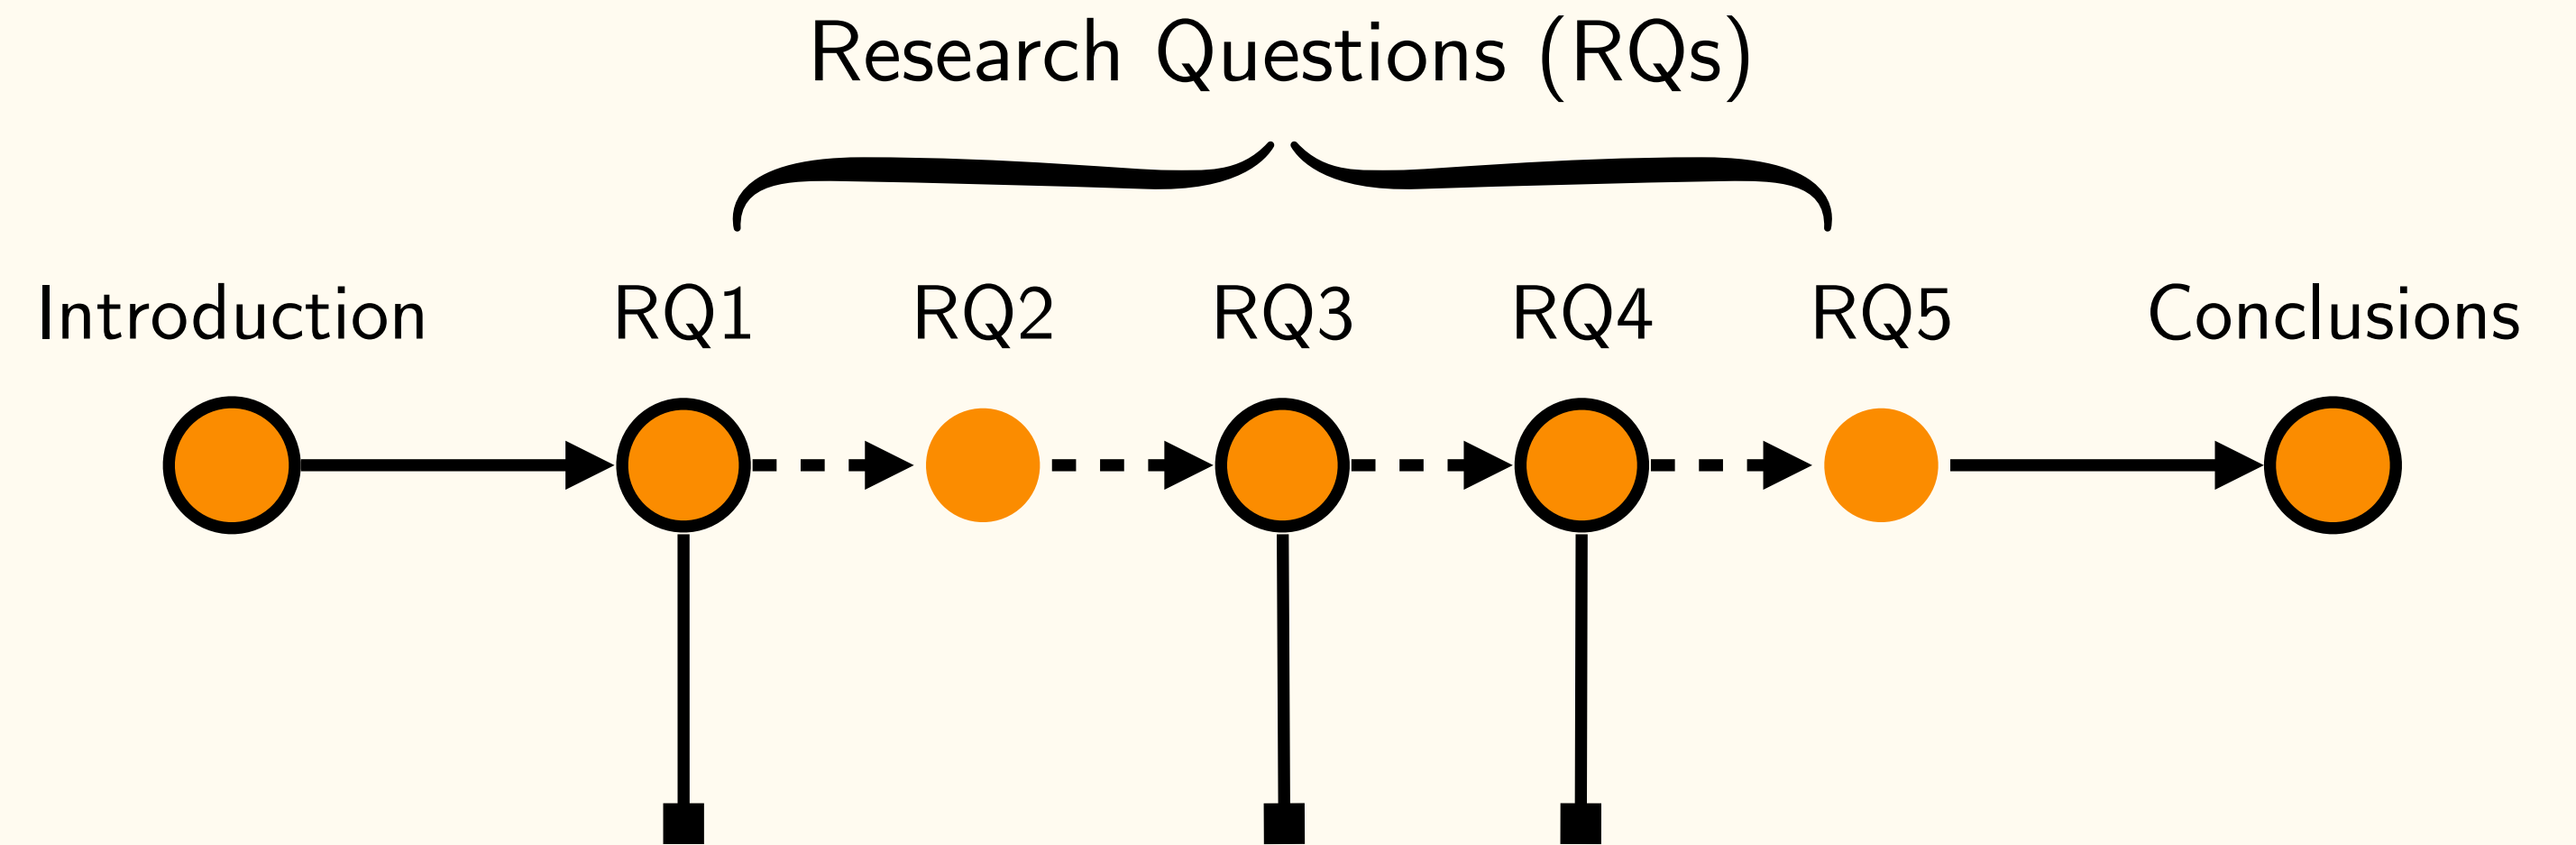 Research Questions (RQs)
Introduction RQ1 RQ2 RQ3 RQ4 RQ5 Conclusions